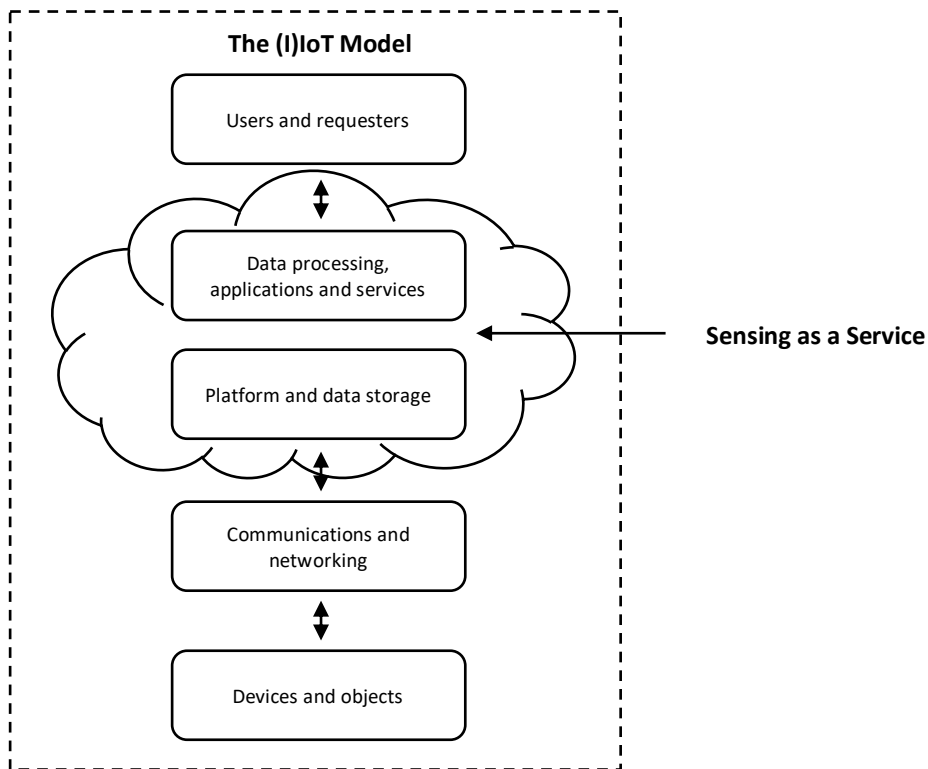 The (I)IoT Model
Users and requesters
Data processing,
applications and services
Sensing as a Service
Platform and data storage
Communications and
networking
Devices and objects